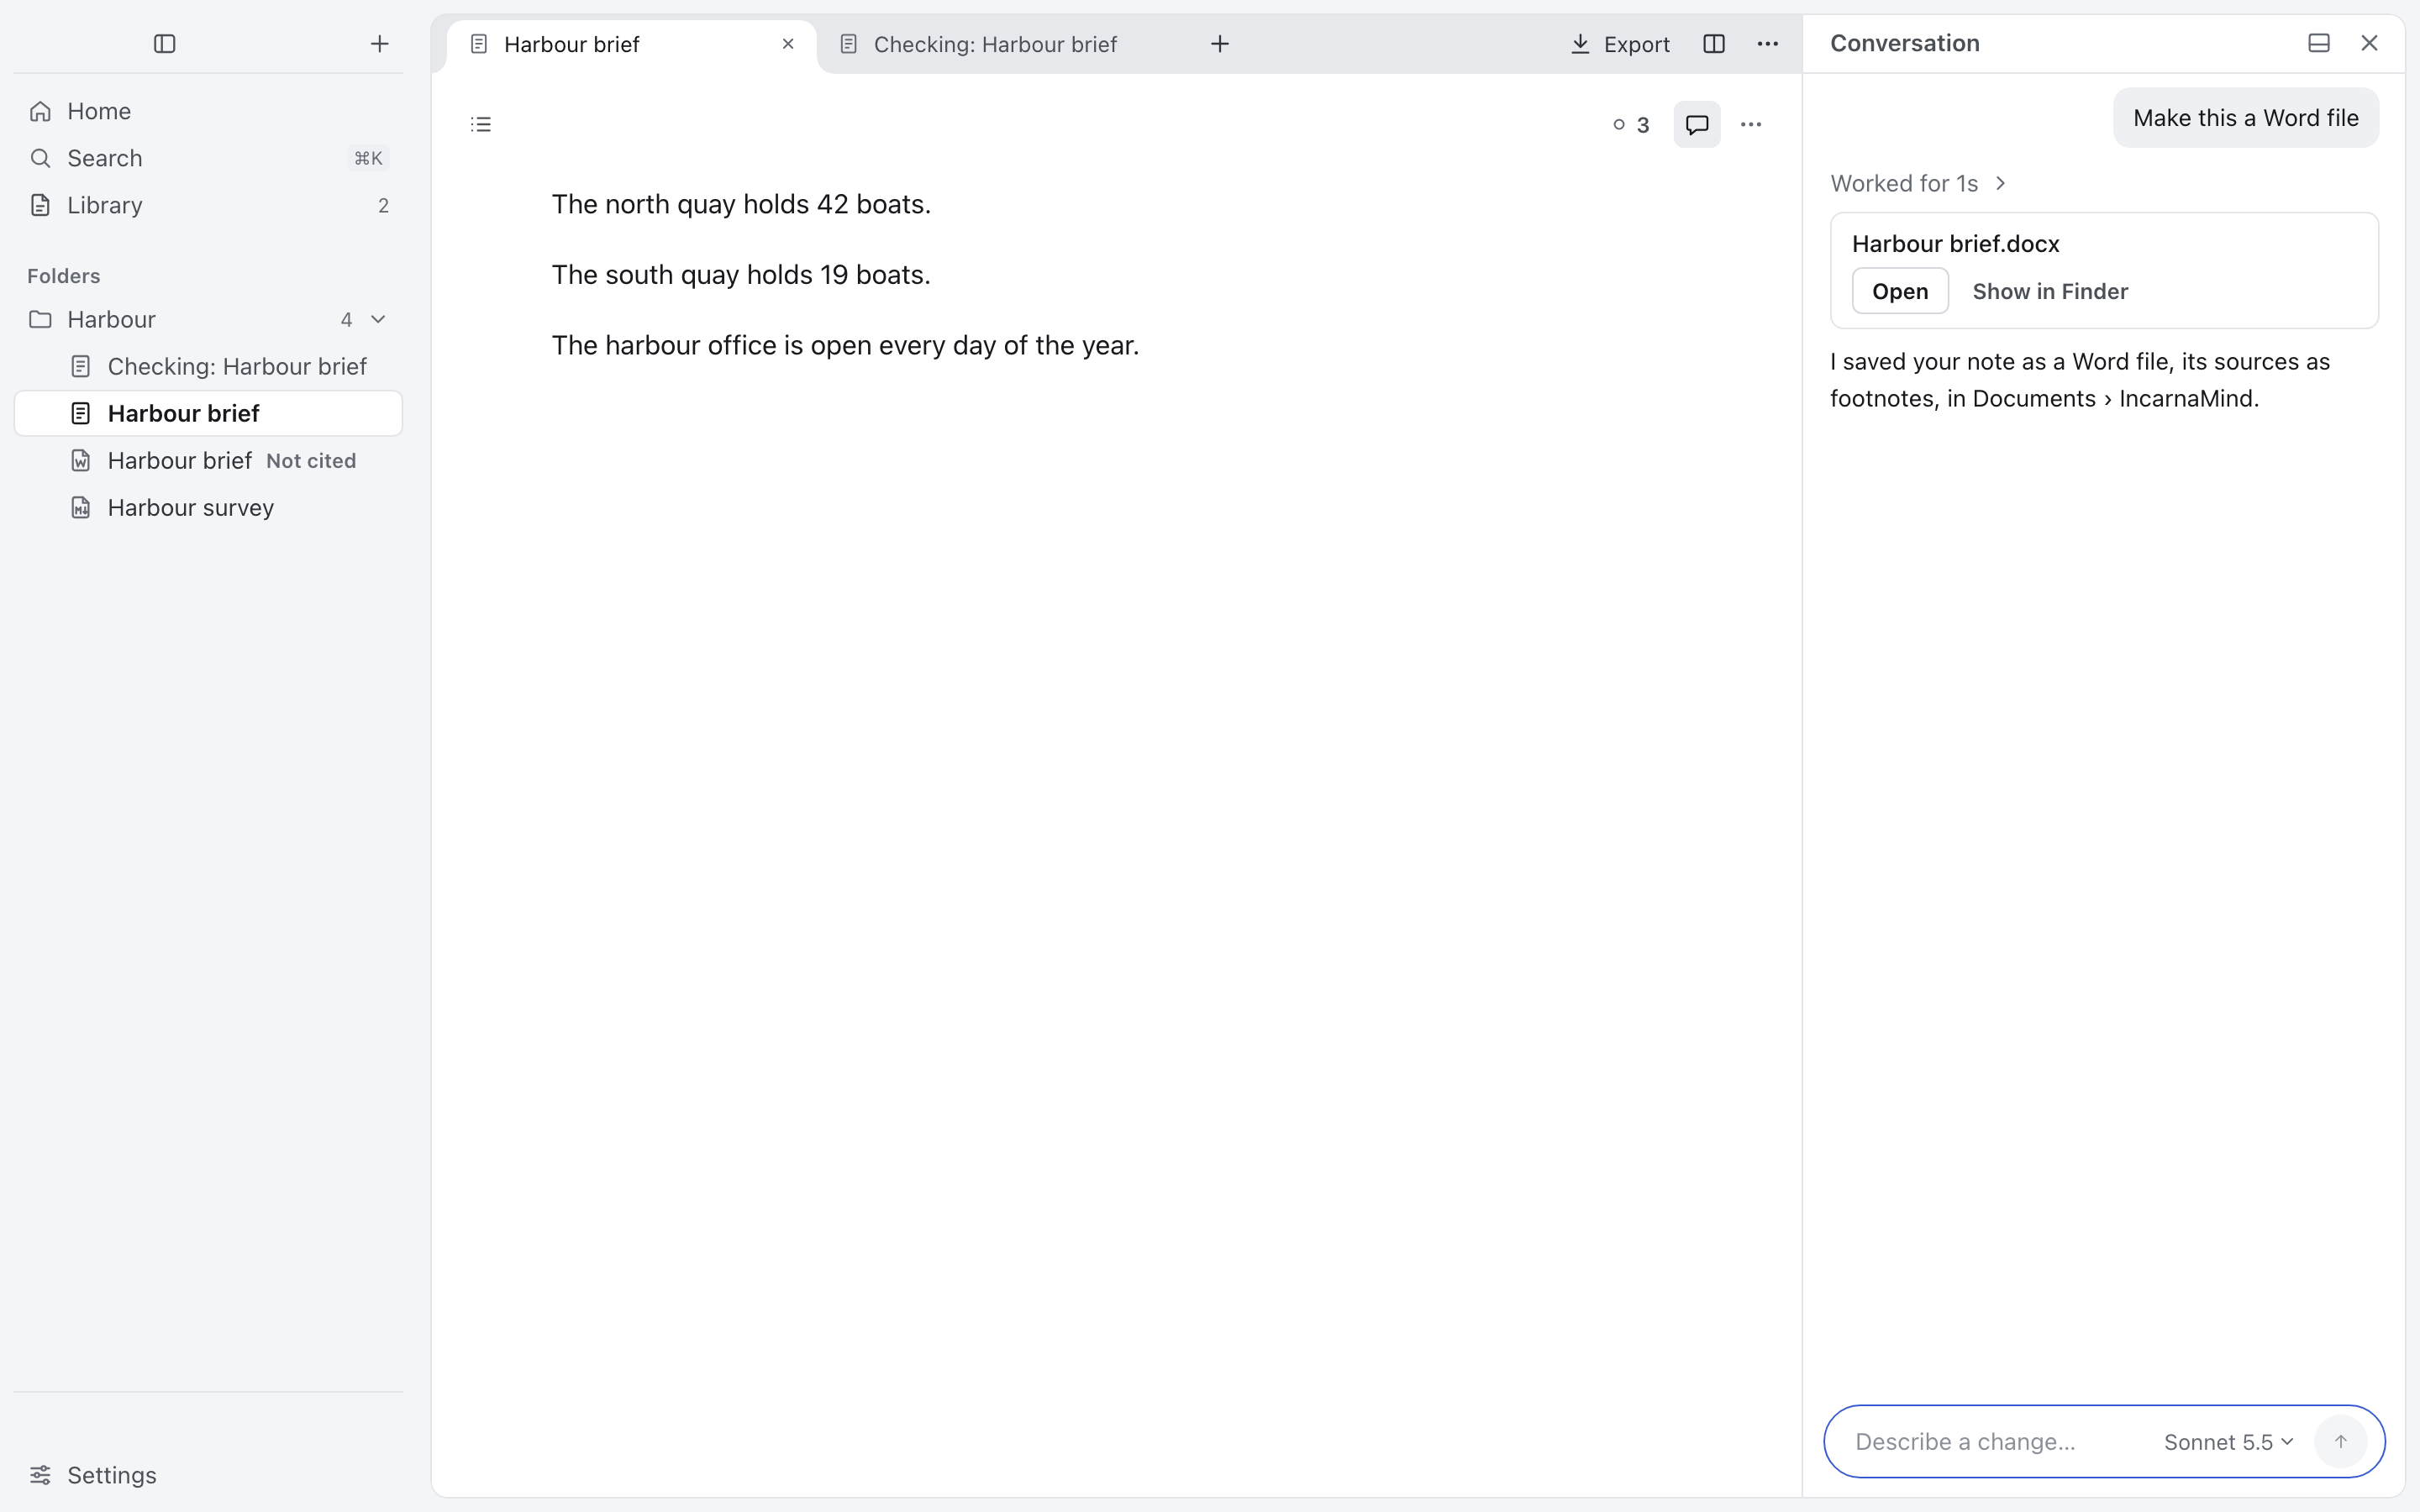 Home
Search ⌘K
Library 2
Folders
Harbour 4
Checking: Harbour brief
Harbour brief
Harbour brief Not cited
Harbour survey
Settings
Harbour brief
Checking: Harbour brief
Export
3
The north quay holds 42 boats.
The south quay holds 19 boats.
The harbour office is open every day of the year.
Conversation
Make this a Word file
Worked for 1s
Harbour brief.docx
Open Show in Finder
I saved your note as a Word file, its sources as
footnotes, in Documents › IncarnaMind.
Describe a change... Sonnet 5.5